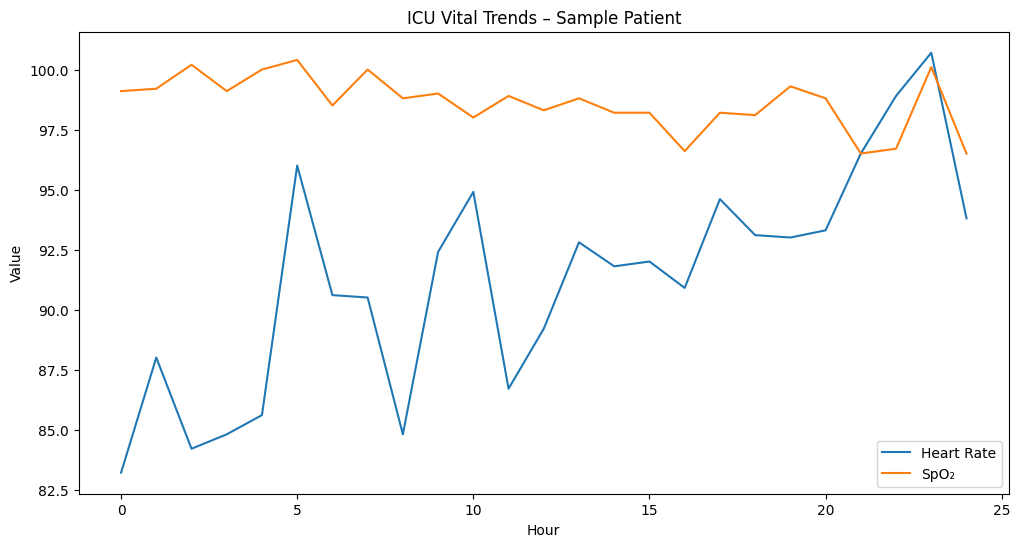 ICU Vital Trends – Sample Patient
Value
100.0
97.5
95.0
92.5
90.0
87.5
85.0
82.5
Heart Rate
SpO₂
0 5 10 15 20 25
Hour